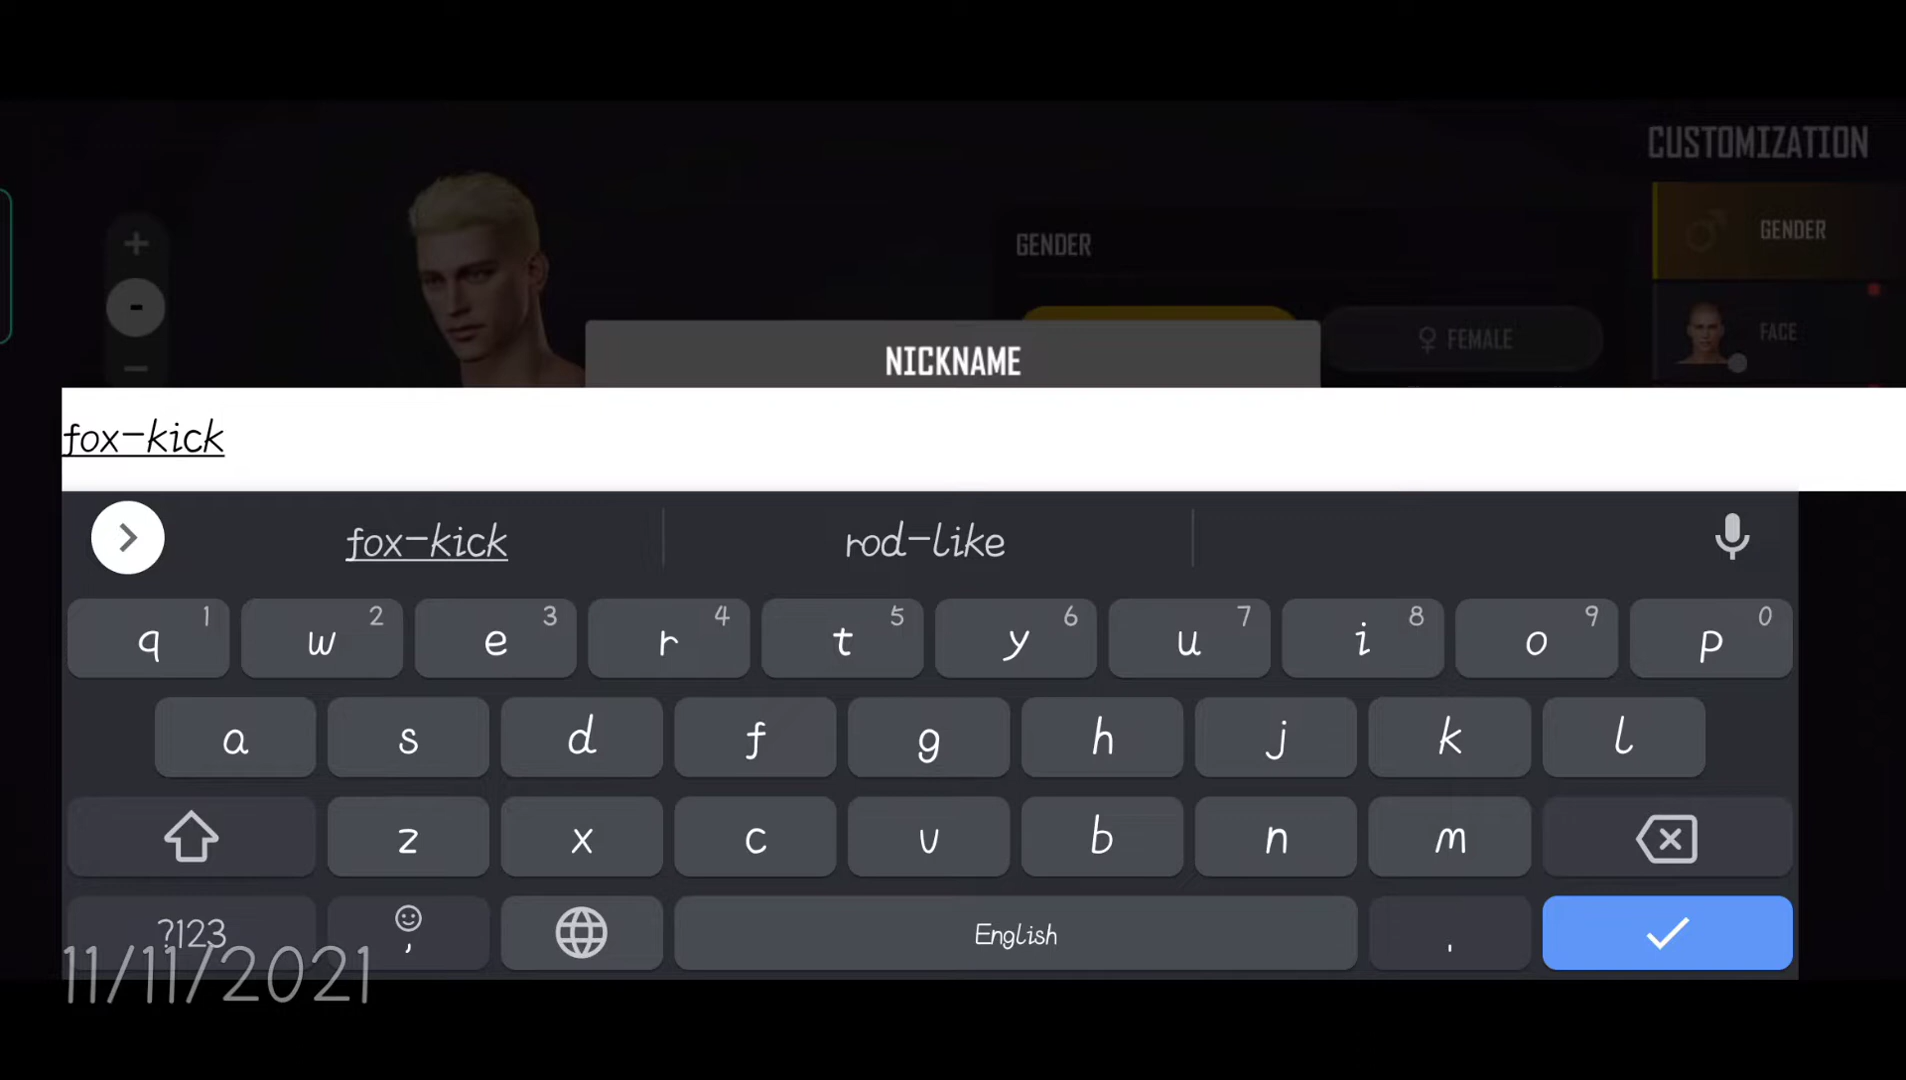 CUSTOMIZATION
GENDER
GENDER
FEMALE
FACE
NICKNAME
fox-kick
fox-kick rod-like
q 1 w 2 e 3 r 4 t 5 y 6 u 7 i 8 o 9 p 0
a s d f g h j k l
z x c v b n m
?123 , English .
11/11/2021